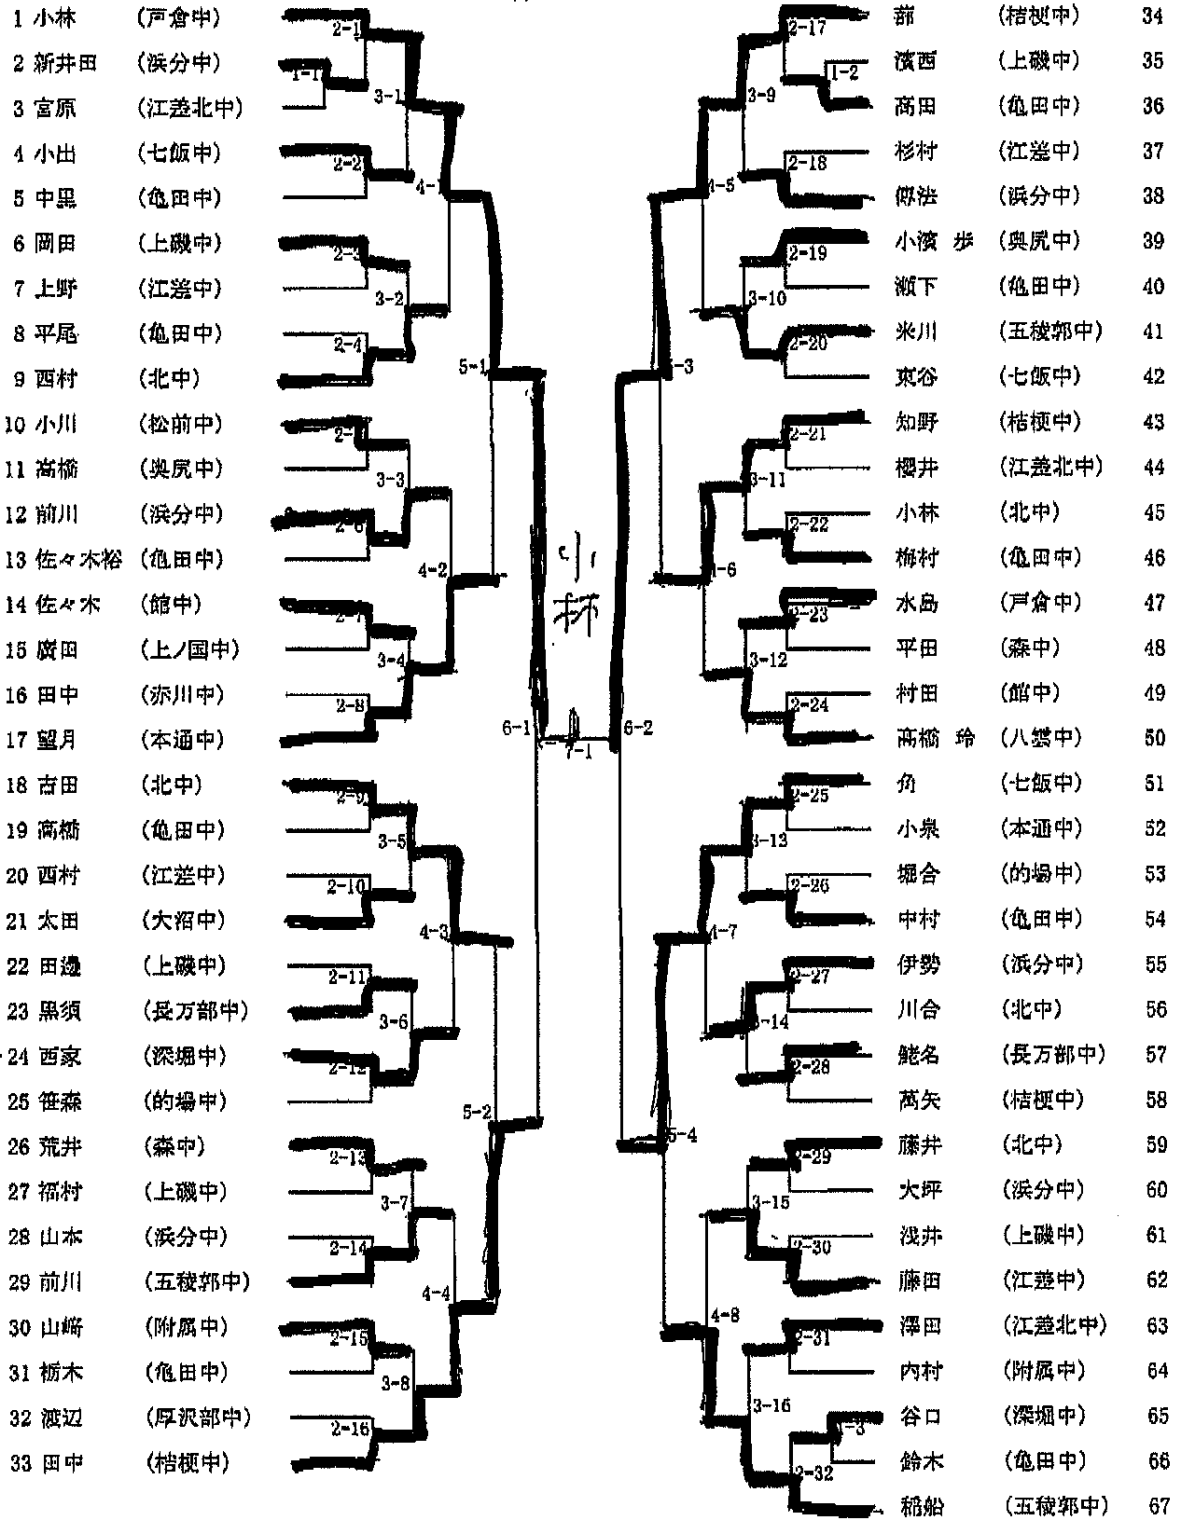 1 小林 (戸倉中)
2 新井田 (浜分中)
3 宮原 (江差北中)
4 小出 (七飯中)
5 中里 (亀田中)
6 岡田 (上磯中)
7 上野 (江差中)
8 平尾 (亀田中)
9 西村 (北中)
10 小川 (松前中)
11 高橋 (奥尻中)
12 前川 (浜分中)
13 佐々木裕 (亀田中)
14 佐々木 (館中)
15 廣田 (上ノ国中)
16 田中 (赤川中)
17 望月 (本通中)
18 吉田 (北中)
19 高橋 (亀田中)
20 西村 (江差中)
21 太田 (大沼中)
22 田邊 (上磯中)
23 黒須 (長万部中)
24 西家 (深堀中)
25 笹森 (的場中)
26 荒井 (森中)
27 福村 (上磯中)
28 山本 (浜分中)
29 前川 (五稜郭中)
30 山崎 (附属中)
31 栃木 (亀田中)
32 渡辺 (厚沢部中)
33 田中 (桔梗中)
2-1
1-1
3-1
2-2
4-1
2-3
3-2
2-4
5-1
3-3
4-2
2-7
3-4
2-8
6-1
2-9
3-5
2-10
4-3
2-11
3-6
2-12
5-2
2-13
3-7
2-14
4-4
2-15
3-8
2-16
7-1
6-2
2-17
1-2
3-9
2-18
4-5
2-19
3-10
2-20
-3
2-21
3-11
2-22
-6
2-23
3-12
2-24
2-25
3-13
2-26
4-7
2-27
-14
2-28
5-4
2-29
3-15
2-30
4-8
2-31
3-16
-3
2-32
(桔梗中) 34
濱西 (上磯中) 35
高田 (亀田中) 36
杉村 (江差中) 37
傳法 (浜分中) 38
小濱 歩 (奥尻中) 39
瀬下 (亀田中) 40
米川 (五稜郭中) 41
東谷 (七飯中) 42
知野 (桔梗中) 43
櫻井 (江差北中) 44
小林 (北中) 45
梅村 (亀田中) 46
水島 (戸倉中) 47
平田 (森中) 48
村田 (館中) 49
高橋 玲 (八雲中) 50
角 (七飯中) 51
小泉 (本通中) 52
堀合 (的場中) 53
中村 (亀田中) 54
伊勢 (浜分中) 55
川合 (北中) 56
鮱名 (長万部中) 57
萬矢 (桔梗中) 58
藤井 (北中) 59
大坪 (浜分中) 60
浅井 (上磯中) 61
藤田 (江差中) 62
澤田 (江差北中) 63
内村 (附属中) 64
谷口 (深堀中) 65
鈴木 (亀田中) 66
稲船 (五稜郭中) 67